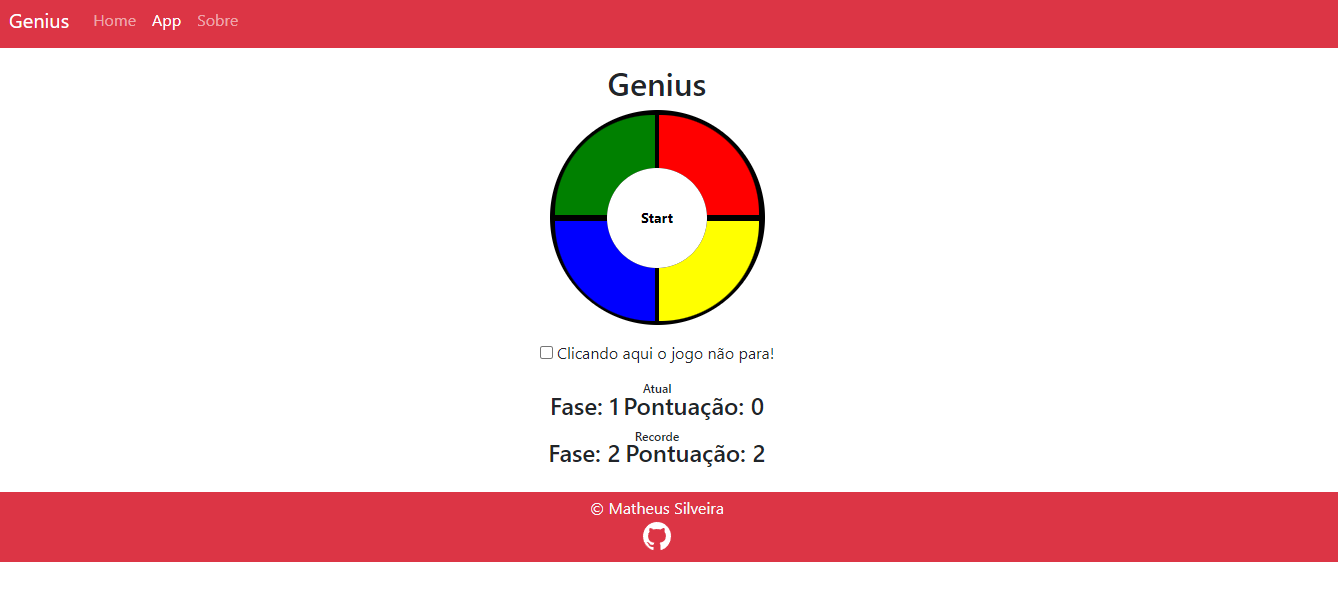 Genius Home App Sobre
Genius
Start
Clicando aqui o jogo não para!
Atual
Fase: 1 Pontuação: 0
Recorde
Fase: 2 Pontuação: 2
© Matheus Silveira